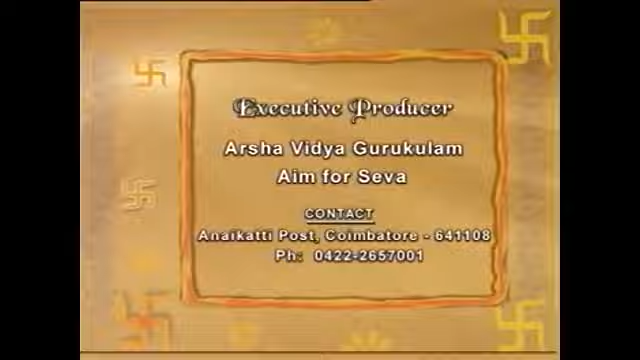 Executive Producer
Arsha Vidya Gurukulam
Aim for Seva
CONTACT
Anaikatti Post, Coimbatore - 641108
Ph: 0422-2657001